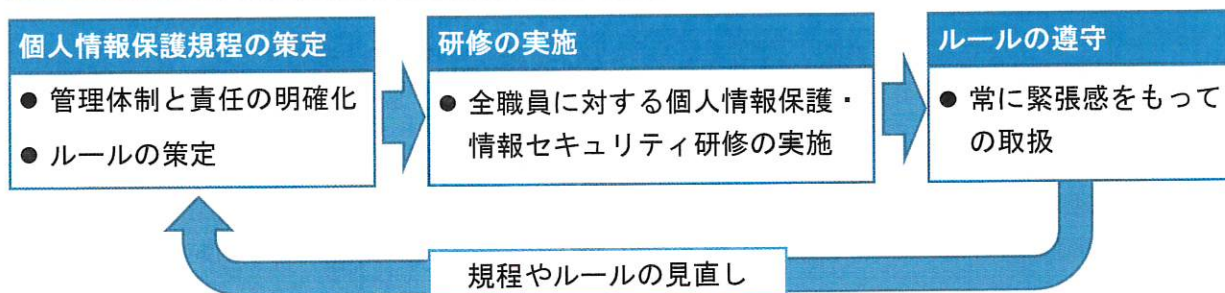 個人情報保護規程の策定
● 管理体制と責任の明確化
● ルールの策定
研修の実施
● 全職員に対する個人情報保護・
情報セキュリティ研修の実施
ルールの遵守
● 常に緊張感をもって
の取扱
規程やルールの見直し